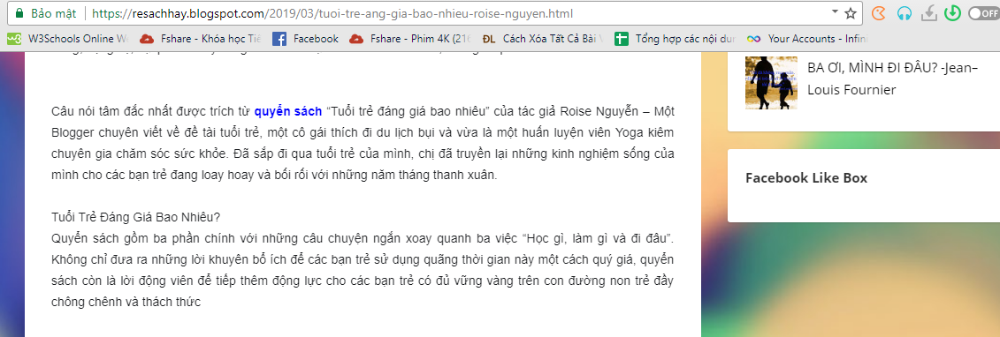 Bảo mật https://resachhay.blogspot.com/2019/03/tuoi-tre-ang-gia-bao-nhieu-roise-nguyen.html OFF
W3Schools Online W Fshare - Khóa học Tiế Facebook Fshare - Phim 4K (216 ĐL Cách Xóa Tất Cả Bài V Tổng hợp các nội dun Your Accounts - Infini
BA ƠI, MÌNH ĐI ĐÂU? -Jean–
Louis Fournier
Câu nói tâm đắc nhất được trích từ quyển sách “Tuổi trẻ đáng giá bao nhiêu” của tác giả Roise Nguyễn – Một
Blogger chuyên viết về đề tài tuổi trẻ, một cô gái thích đi du lịch bụi và vừa là một huấn luyện viên Yoga kiêm
chuyên gia chăm sóc sức khỏe. Đã sắp đi qua tuổi trẻ của mình, chị đã truyền lại những kinh nghiệm sống của
mình cho các bạn trẻ đang loay hoay và bối rối với những năm tháng thanh xuân.
Facebook Like Box
Tuổi Trẻ Đáng Giá Bao Nhiêu?
Quyển sách gồm ba phần chính với những câu chuyện ngắn xoay quanh ba việc “Học gì, làm gì và đi đâu”.
Không chỉ đưa ra những lời khuyên bổ ích để các bạn trẻ sử dụng quãng thời gian này một cách quý giá, quyển
sách còn là lời động viên để tiếp thêm động lực cho các bạn trẻ có đủ vững vàng trên con đường non trẻ đầy
chông chênh và thách thức